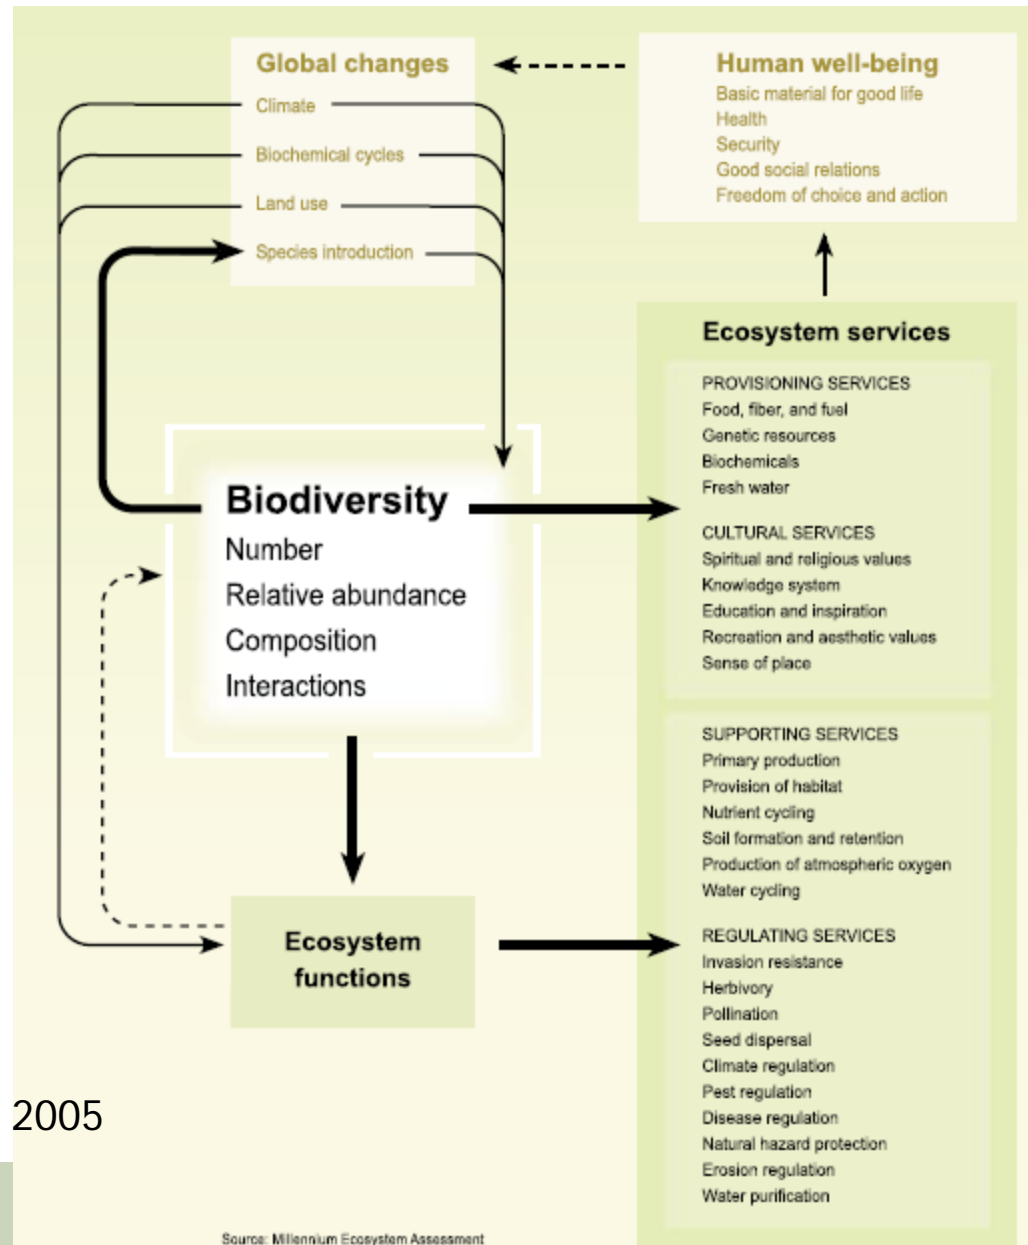 Global changes
Climate
Biochemical cycles
Land use
Species introduction
Human well-being
Basic material for good life
Health
Security
Good social relations
Freedom of choice and action
Biodiversity
Number
Relative abundance
Composition
Interactions
Ecosystem
functions
Ecosystem services
PROVISIONING SERVICES
Food, fiber, and fuel
Genetic resources
Biochemicals
Fresh water
CULTURAL SERVICES
Spiritual and religious values
Knowledge system
Education and inspiration
Recreation and aesthetic values
Sense of place
SUPPORTING SERVICES
Primary production
Provision of habitat
Nutrient cycling
Soil formation and retention
Production of atmospheric oxygen
Water cycling
REGULATING SERVICES
Invasion resistance
Herbivory
Pollination
Seed dispersal
Climate regulation
Pest regulation
Disease regulation
Natural hazard protection
Erosion regulation
Water purification
2005
Source: Millennium Ecosystem Assessment